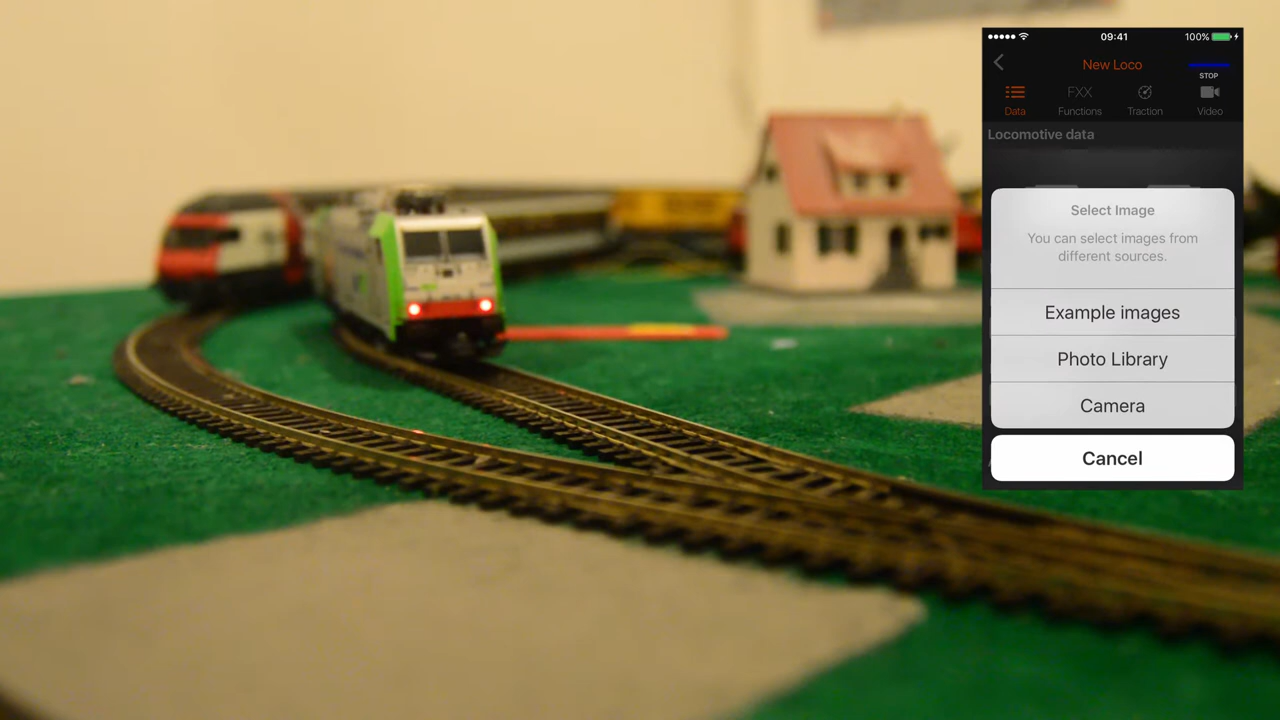 09:41
100%
New Loco
STOP
Data
FXX
Functions
Traction
Video
Locomotive data
Select Image
You can select images from
different sources.
Example images
Photo Library
Camera
Cancel